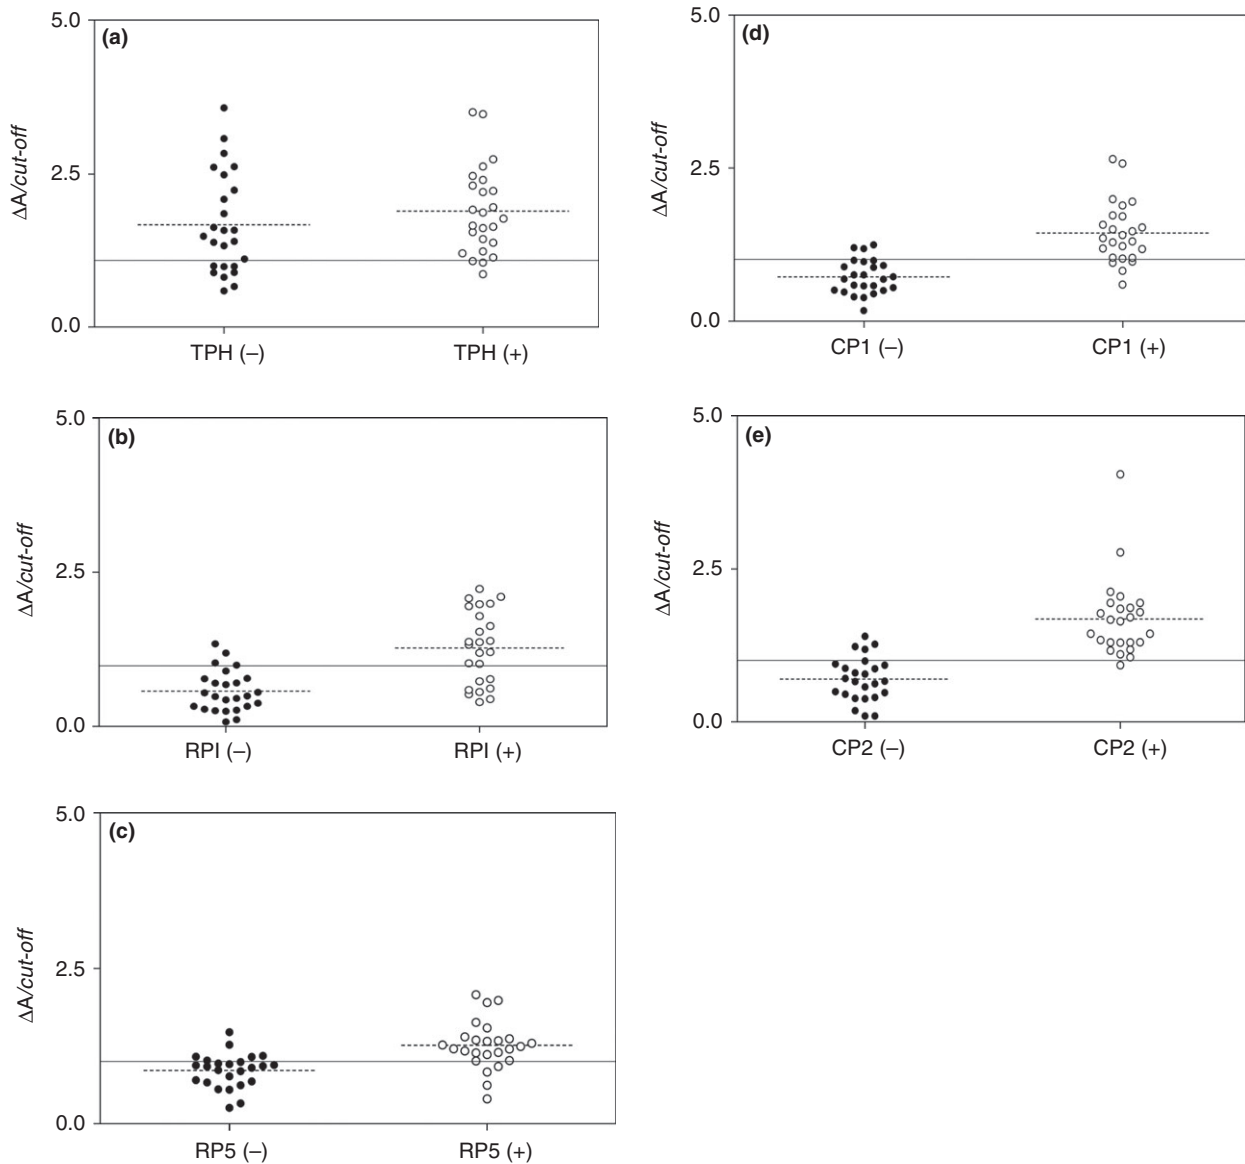 (a)
5.0
2.5
0.0
ΔA/cut-off
TPH (–)
TPH (+)
(b)
5.0
2.5
0.0
ΔA/cut-off
RPI (–)
RPI (+)
(c)
5.0
2.5
0.0
ΔA/cut-off
RP5 (–)
RP5 (+)
(d)
5.0
2.5
0.0
ΔA/cut-off
CP1 (–)
CP1 (+)
(e)
5.0
2.5
0.0
ΔA/cut-off
CP2 (–)
CP2 (+)